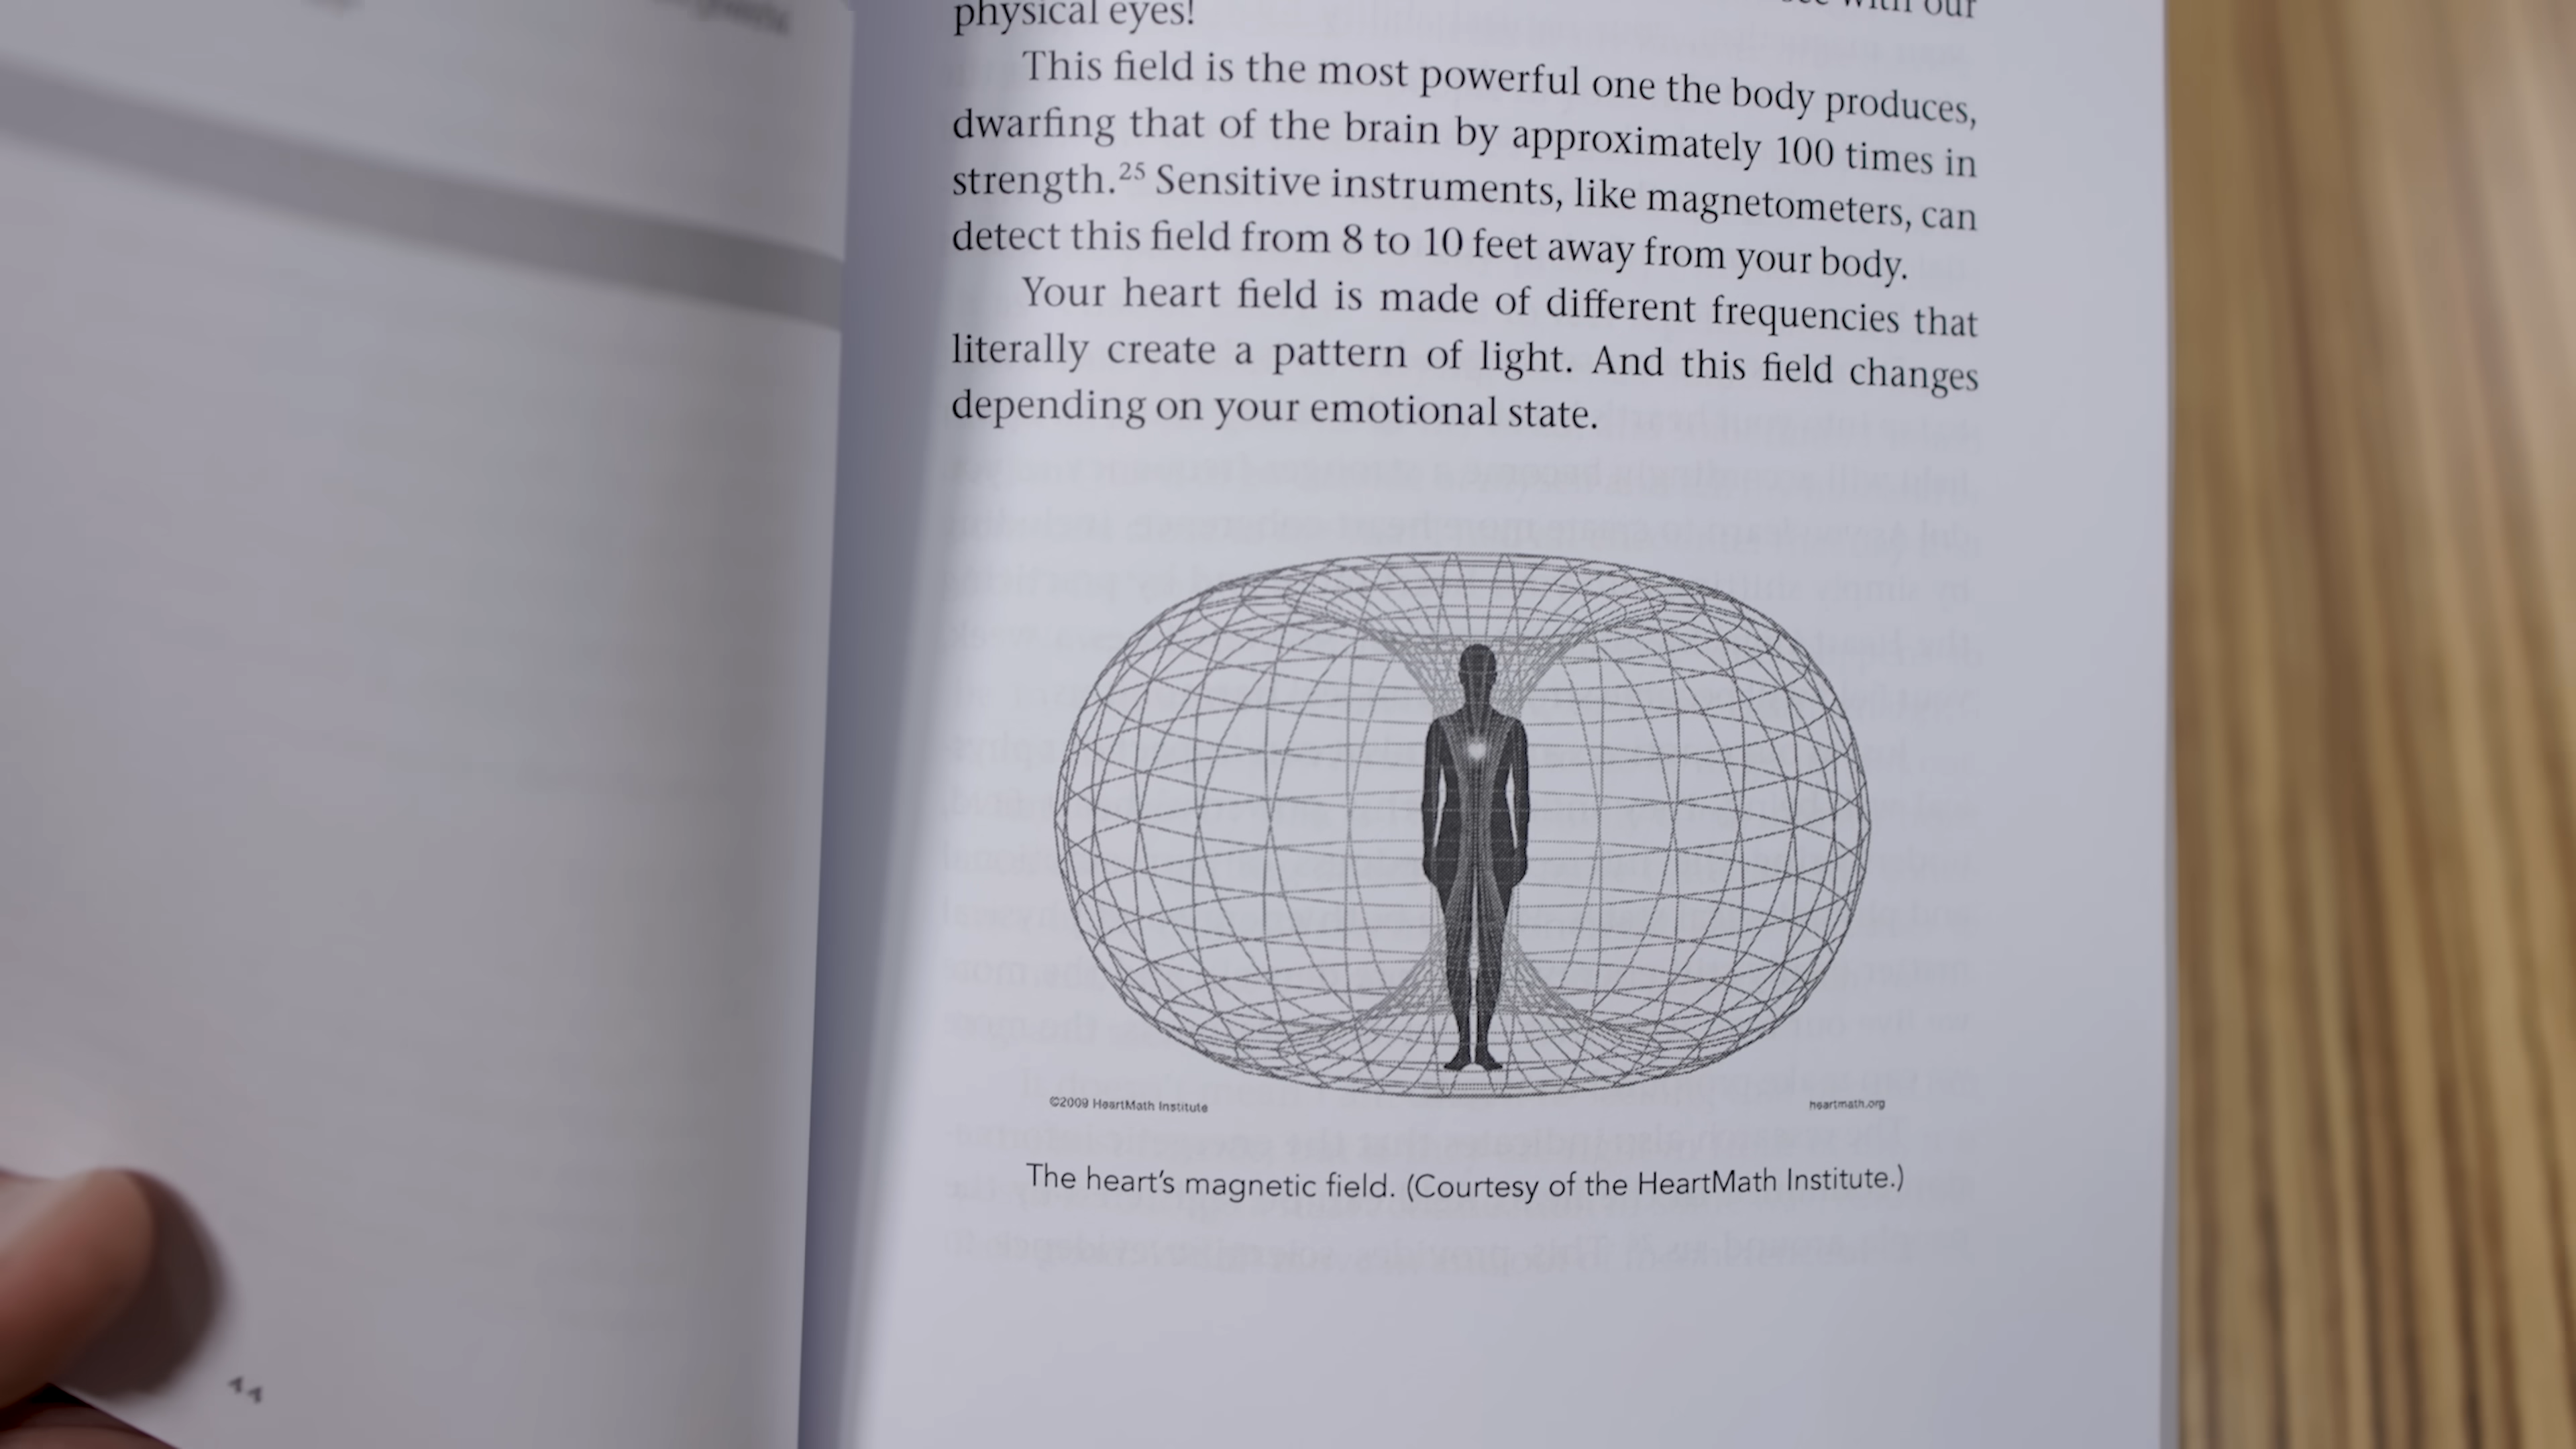 44
with our
physical eyes!
This field is the most powerful one the body produces,
dwarfing that of the brain by approximately 100 times in
strength.²⁵ Sensitive instruments, like magnetometers, can
detect this field from 8 to 10 feet away from your body.
Your heart field is made of different frequencies that
literally create a pattern of light. And this field changes
depending on your emotional state.
©2009 HeartMath Institute
heartmath.org
The heart's magnetic field. (Courtesy of the HeartMath Institute.)